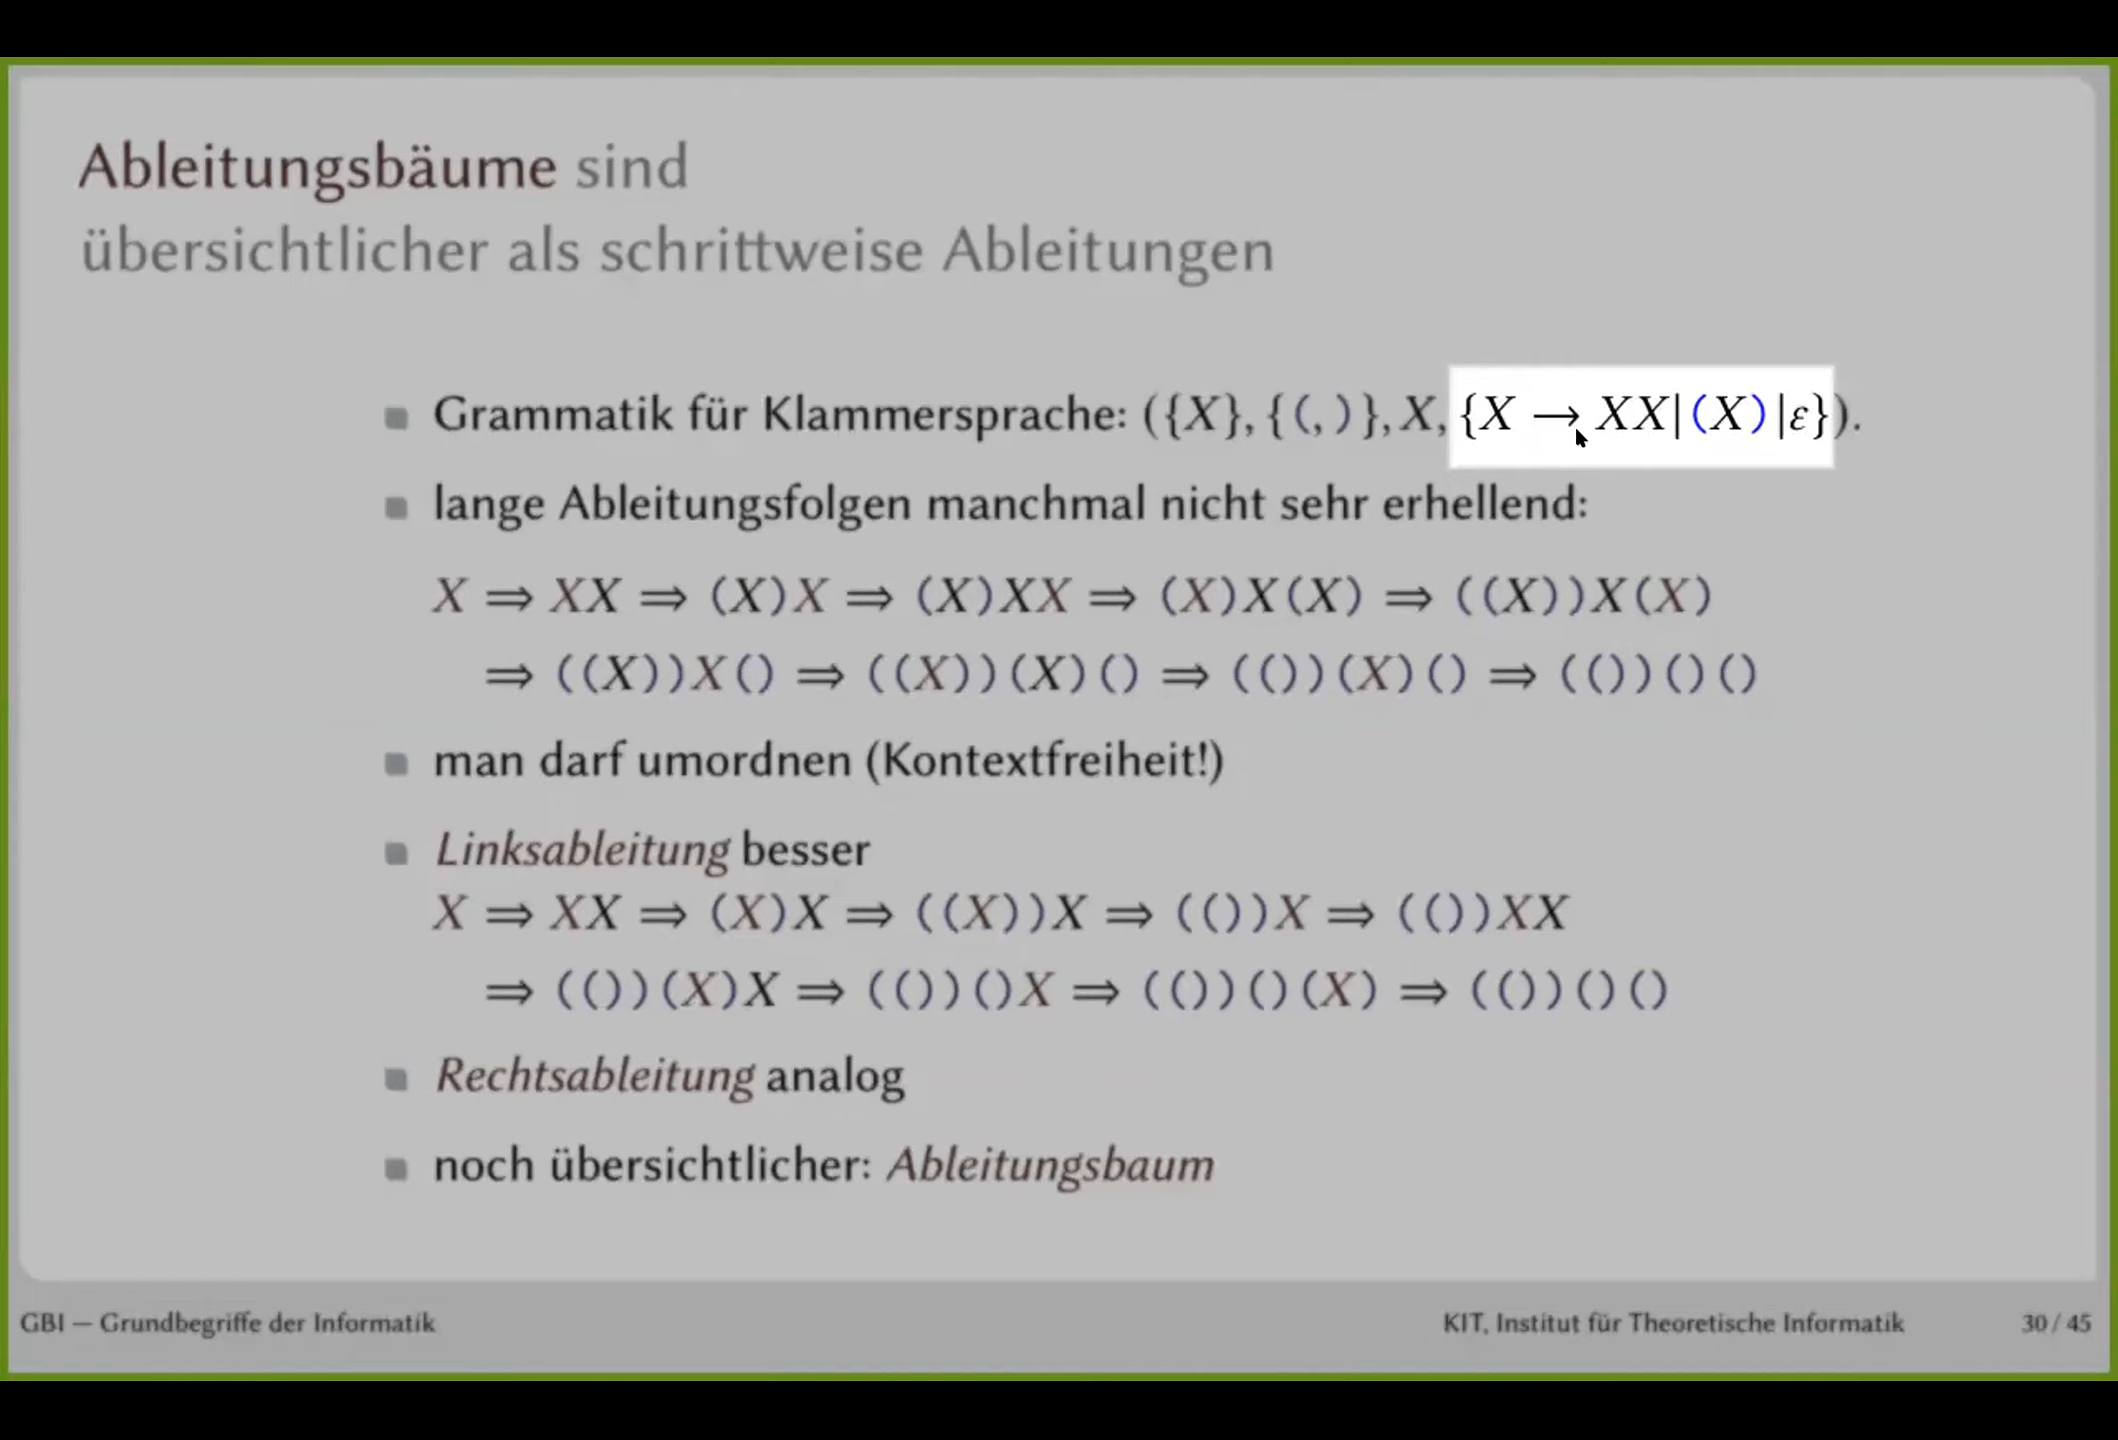 Ableitungsbäume sind
übersichtlicher als schrittweise Ableitungen
Grammatik für Klammersprache: ({X}, {(, )}, X, {X → XX|(X)|ε}).
lange Ableitungsfolgen manchmal nicht sehr erhellend:
X ⇒ XX ⇒ (X)X ⇒ (X)XX ⇒ (X)X(X) ⇒ ((X))X(X)
⇒ ((X))X() ⇒ ((X))(X)() ⇒ (())(X)() ⇒ (())()()
man darf umordnen (Kontextfreiheit!)
Linksableitung besser
X ⇒ XX ⇒ (X)X ⇒ ((X))X ⇒ (())X ⇒ (())XX
⇒ (())(X)X ⇒ (())()X ⇒ (())()(X) ⇒ (())()()
Rechtsableitung analog
noch übersichtlicher: Ableitungsbaum
GBI — Grundbegriffe der Informatik KIT, Institut für Theoretische Informatik 30 / 45